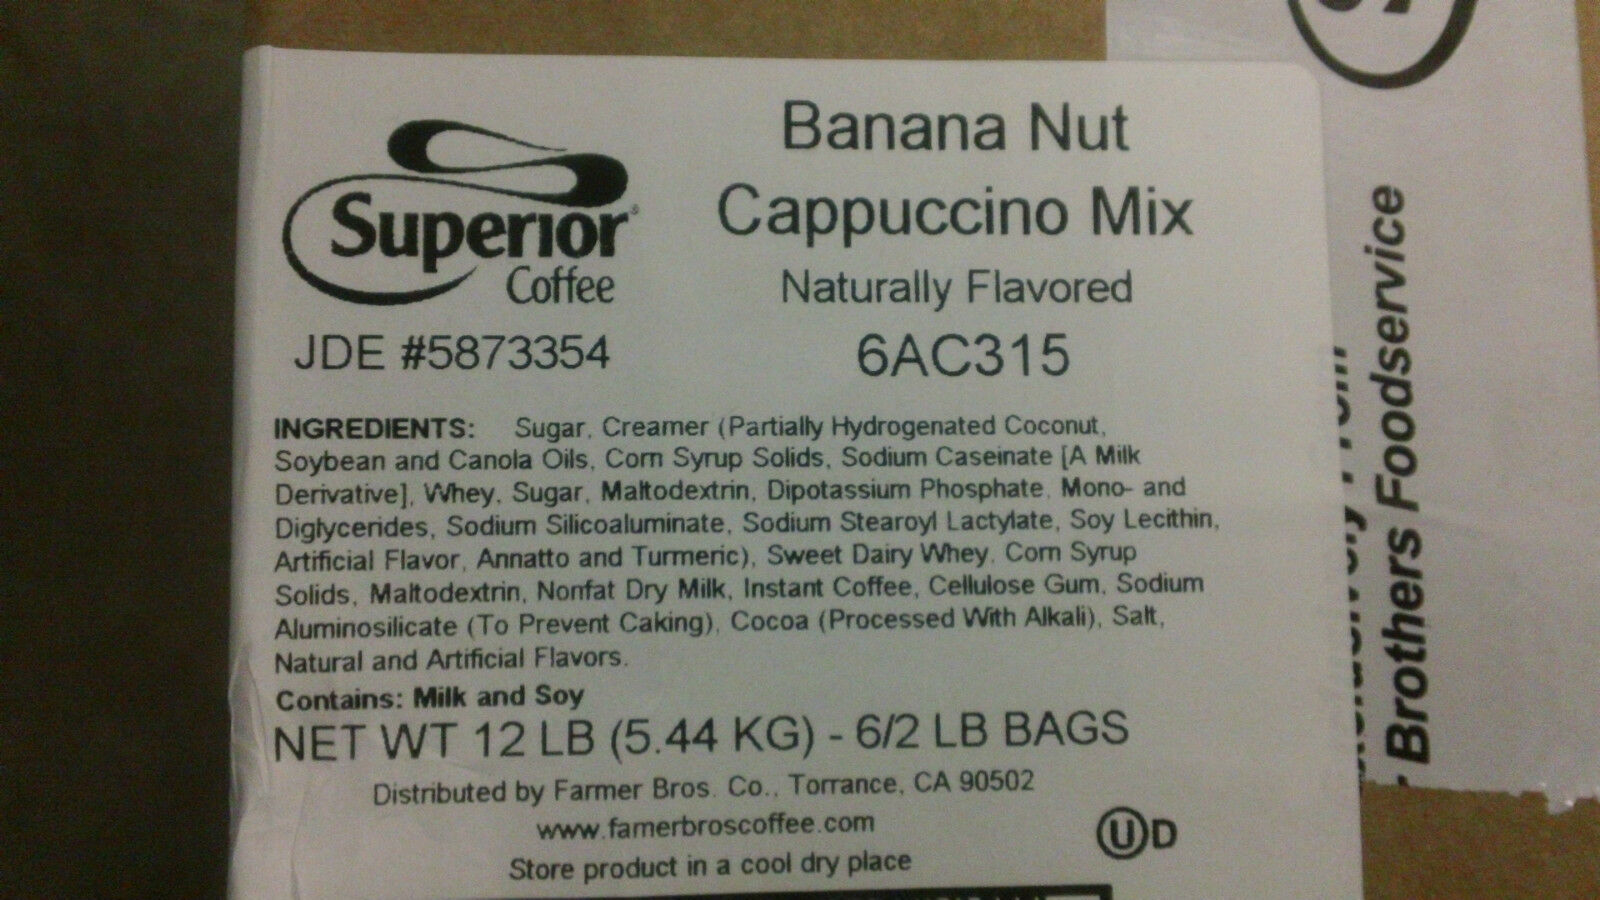 Superior
Coffee
JDE #5873354
Banana Nut
Cappuccino Mix
Naturally Flavored
6AC315
INGREDIENTS: Sugar, Creamer (Partially Hydrogenated Coconut,
Soybean and Canola Oils, Corn Syrup Solids, Sodium Caseinate [A Milk
Derivative], Whey, Sugar, Maltodextrin, Dipotassium Phosphate, Mono- and
Diglycerides, Sodium Silicoaluminate, Sodium Stearoyl Lactylate, Soy Lecithin,
Artificial Flavor, Annatto and Turmeric), Sweet Dairy Whey, Corn Syrup
Solids, Maltodextrin, Nonfat Dry Milk, Instant Coffee, Cellulose Gum, Sodium
Aluminosilicate (To Prevent Caking), Cocoa (Processed With Alkali), Salt,
Natural and Artificial Flavors.
Contains: Milk and Soy
NET WT 12 LB (5.44 KG) - 6/2 LB BAGS
Distributed by Farmer Bros. Co., Torrance, CA 90502
www.famerbroscoffee.com
Store product in a cool dry place
U D
Brothers Foodservice